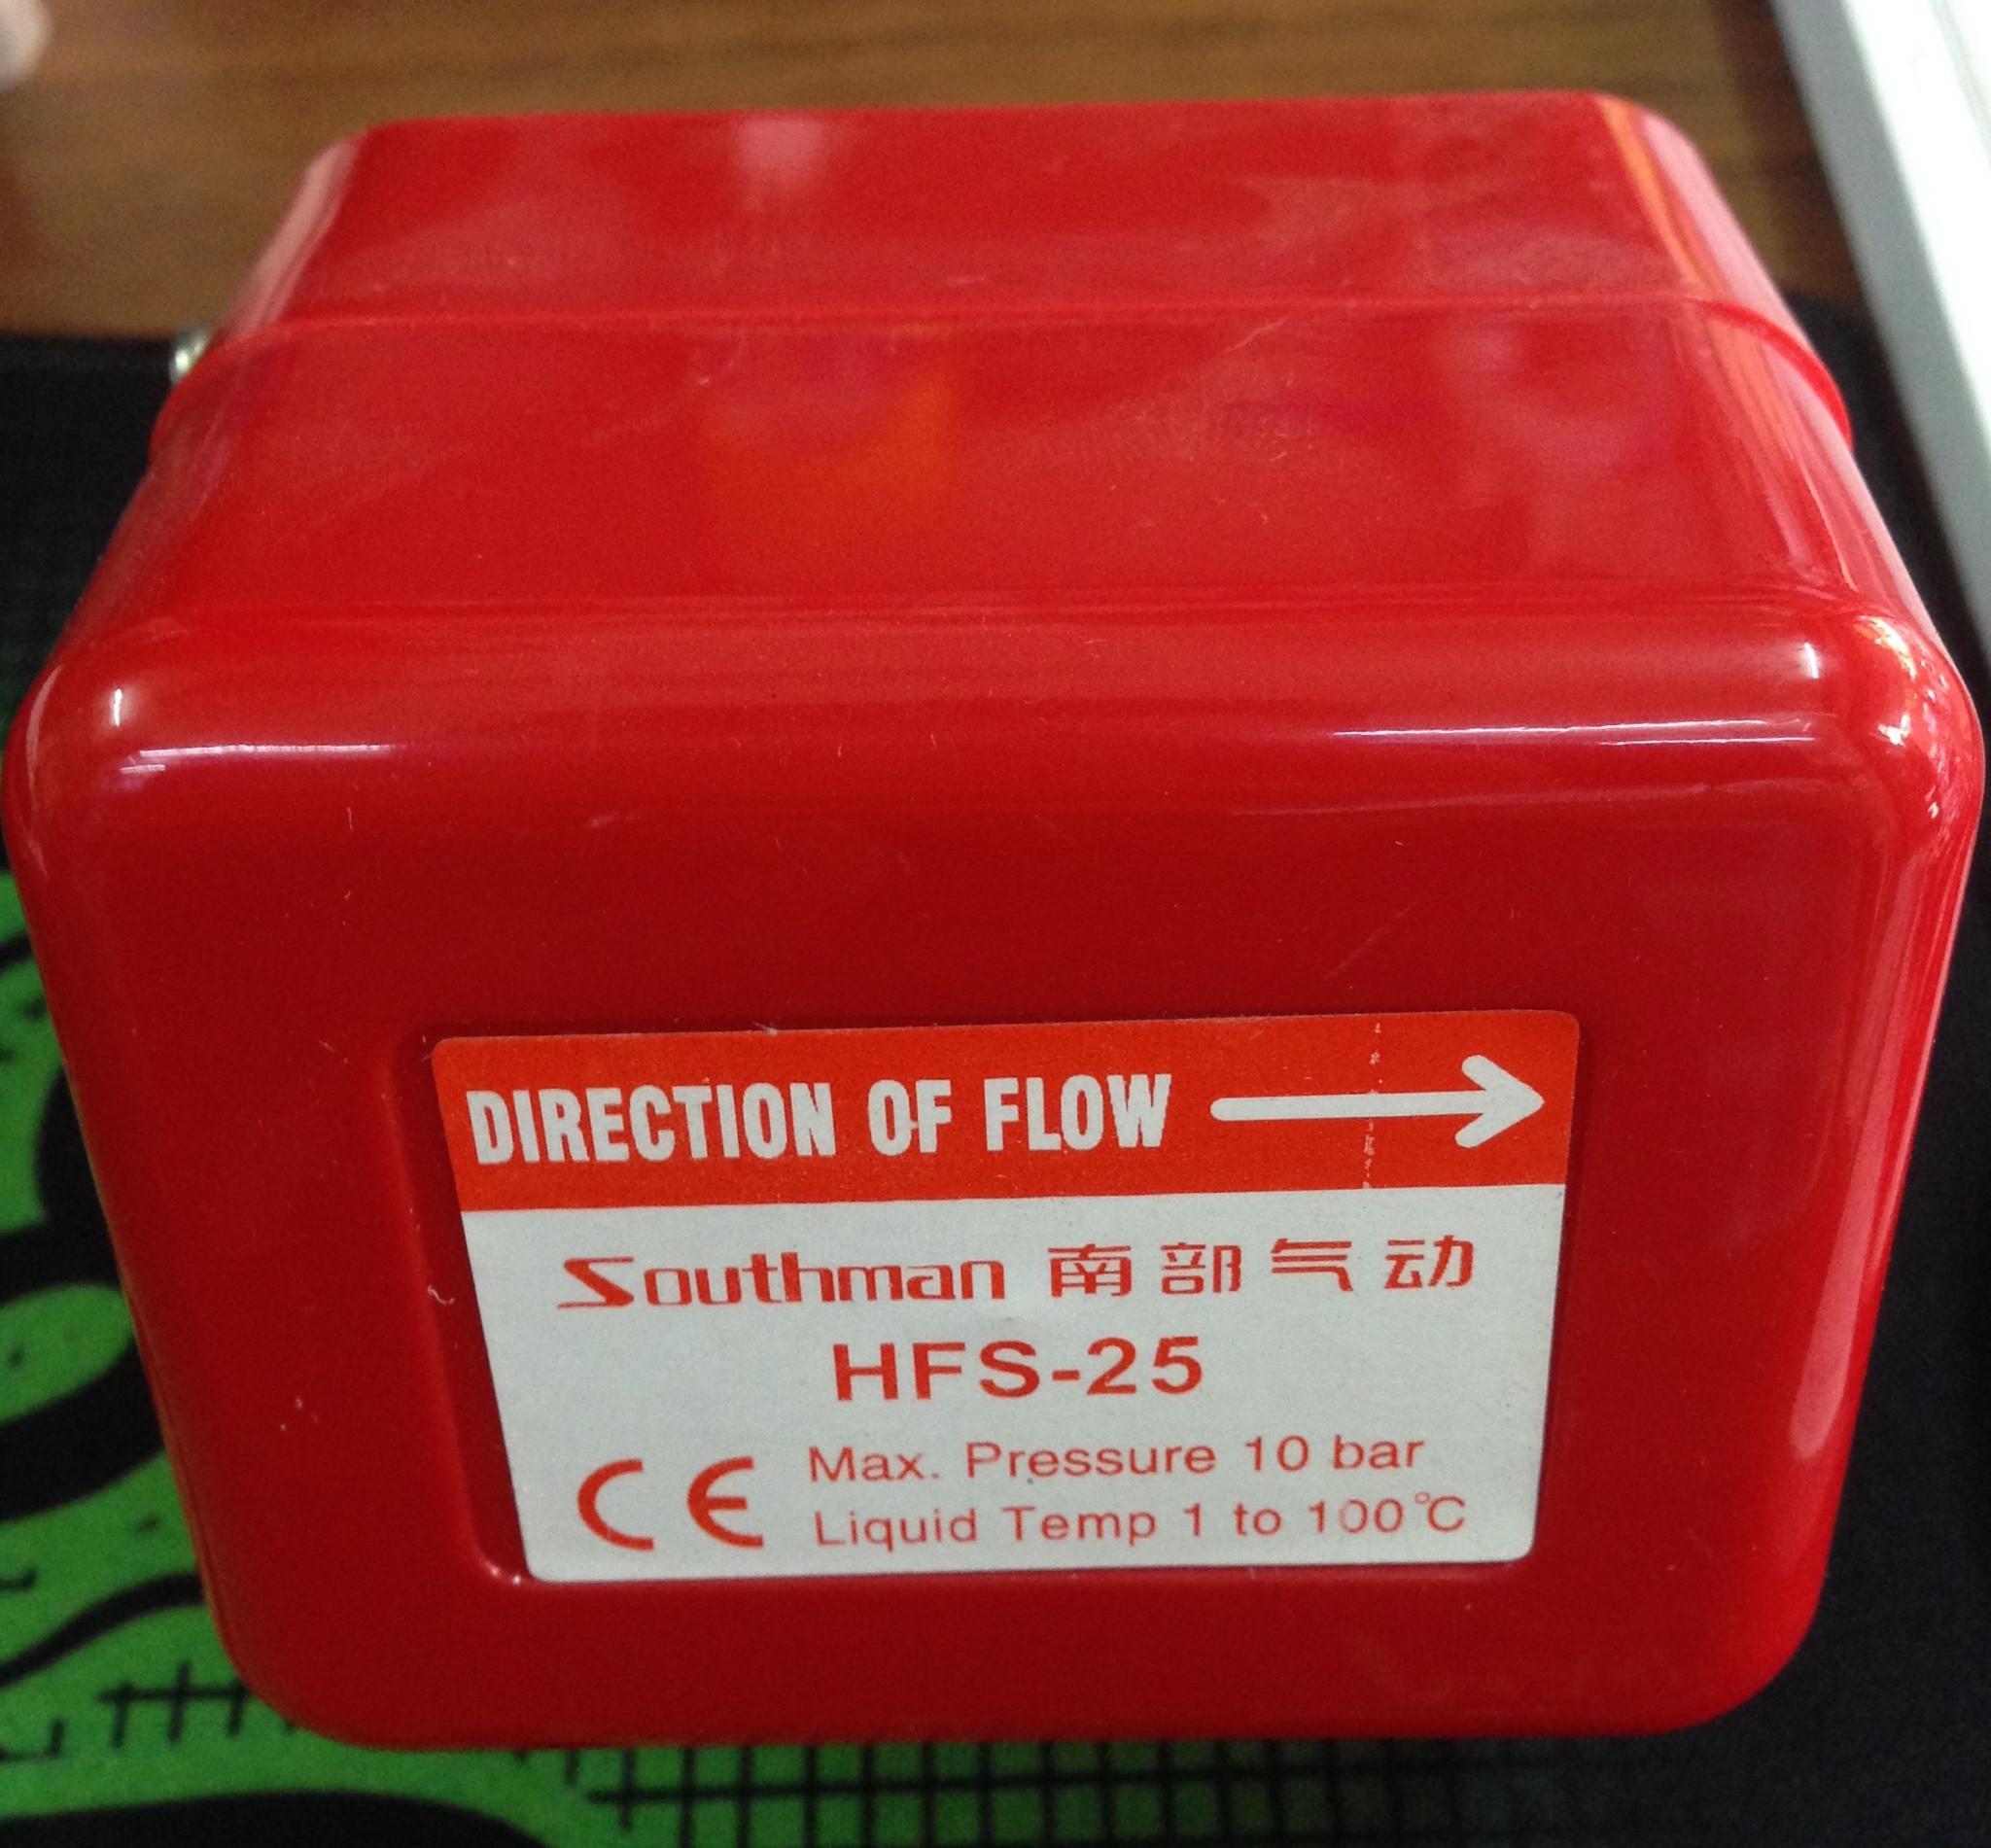 DIRECTION OF FLOW →
Southman 南部气动
HFS-25
CE
Max. Pressure 10 bar
Liquid Temp 1 to 100℃